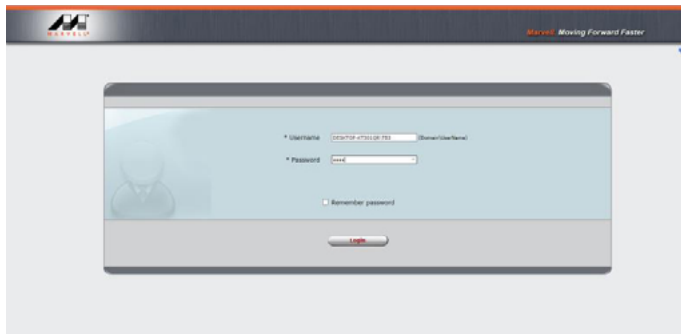 MARVELL
Marvell. Moving Forward Faster
* Username (Domain\UserName)
* Password
Remember password
Login